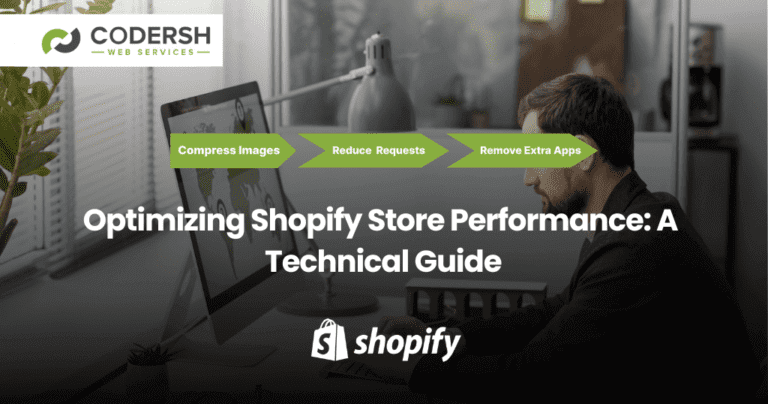 CODERSH
WEB SERVICES
Compress Images
Reduce Requests
Remove Extra Apps
Optimizing Shopify Store Performance: A
Technical Guide
shopify